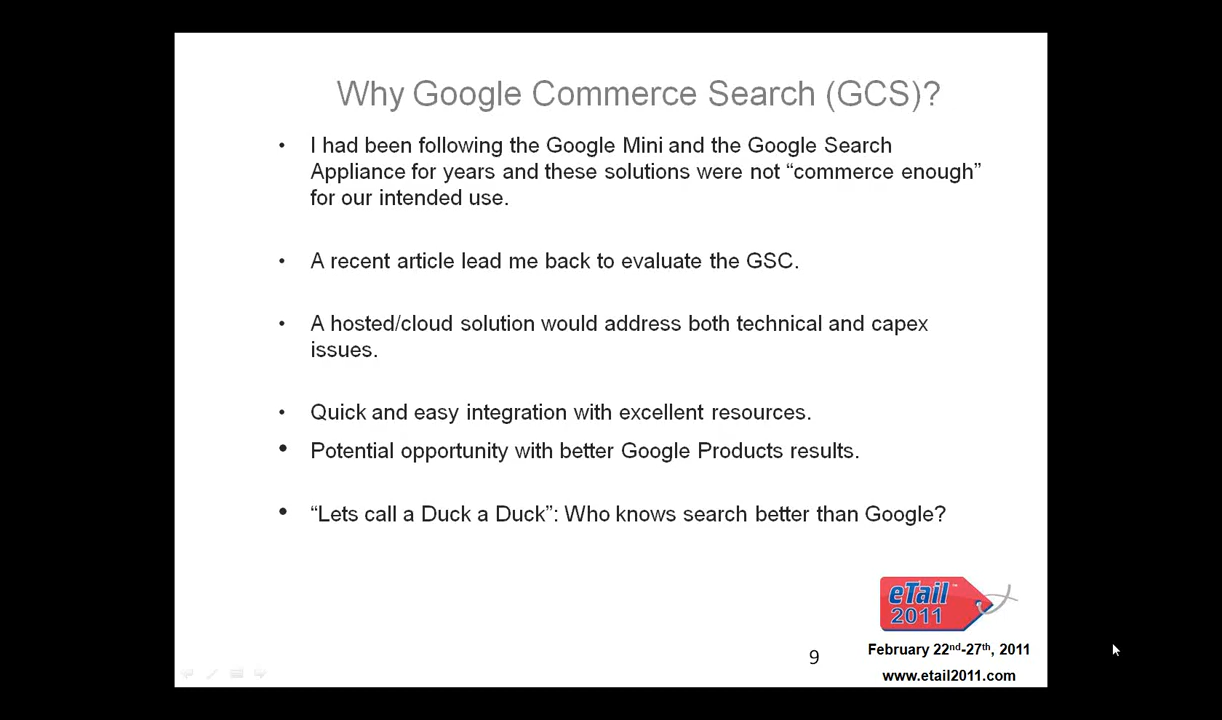 Why Google Commerce Search (GCS)?
• I had been following the Google Mini and the Google Search
Appliance for years and these solutions were not “commerce enough”
for our intended use.
• A recent article lead me back to evaluate the GSC.
• A hosted/cloud solution would address both technical and capex
issues.
• Quick and easy integration with excellent resources.
• Potential opportunity with better Google Products results.
• “Lets call a Duck a Duck”: Who knows search better than Google?
eTail™
2011
9
February 22nd-27th, 2011
www.etail2011.com